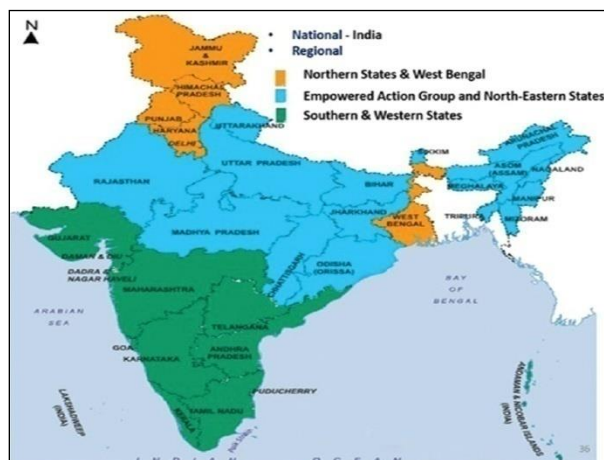 N
• National - India
• Regional
Northern States & West Bengal
Empowered Action Group and North-Eastern States
Southern & Western States
JAMMU &
KASHMIR
HIMACHAL
PRADESH
PUNJAB
HARYANA
DELHI
UTTARAKHAND
UTTAR PRADESH
RAJASTHAN
BIHAR
SIKKIM
ARUNACHAL PRADESH
ASOM
(ASSAM)
NAGALAND
MEGHALAYA
MANIPUR
TRIPURA
MIZORAM
JHARKHAND
WEST
BENGAL
MADHYA PRADESH
GUJARAT
CHHATTISGARH
ODISHA
(ORISSA)
DAMAN & DIU
DADRA &
NAGAR HAVELI
MAHARASHTRA
BAY
OF
BENGAL
ARABIAN
SEA
TELANGANA
GOA
KARNATAKA
ANDHRA
PRADESH
PUDUCHERRY
LAKSHADWEEP
(INDIA)
KERALA
TAMIL NADU
ANDAMAN & NICOBAR ISLANDS
(INDIA)
Palk Strait
36